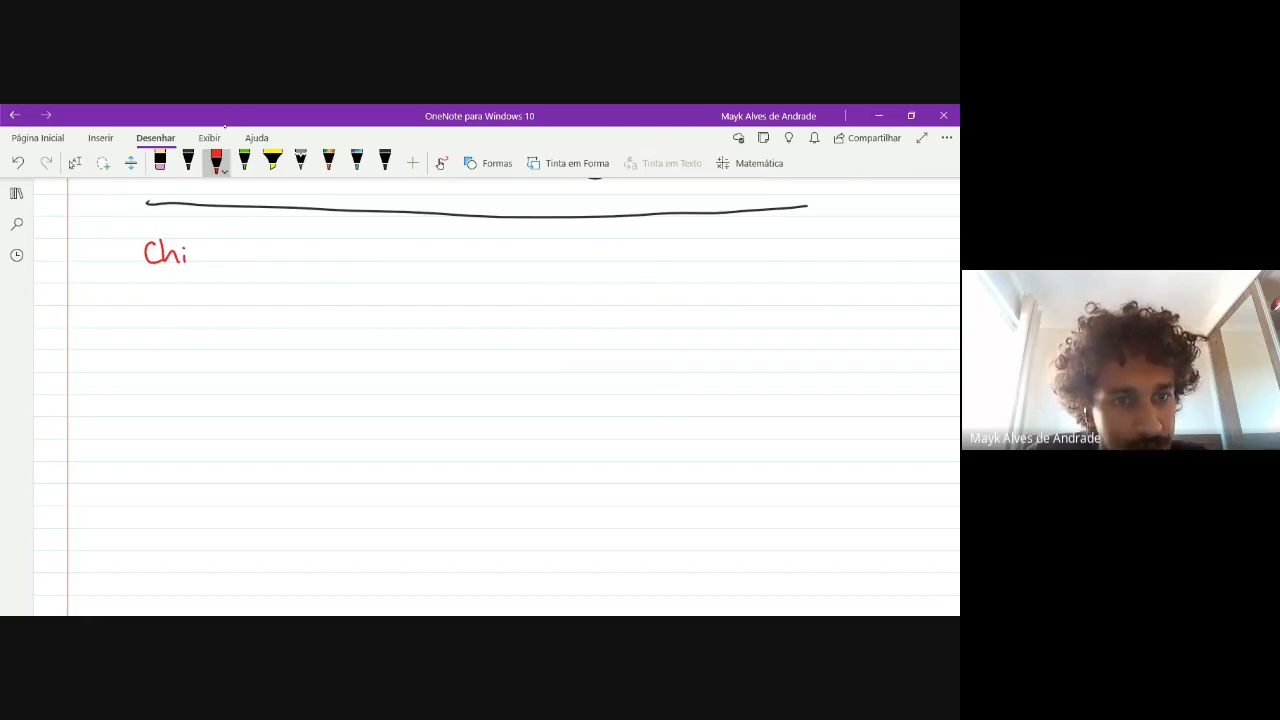 OneNote para Windows 10
Mayk Alves de Andrade
Página Inicial Inserir Desenhar Exibir Ajuda
Compartilhar
Formas Tinta em Forma Tinta em Texto Matemática
Chi
Mayk Alves de Andrade